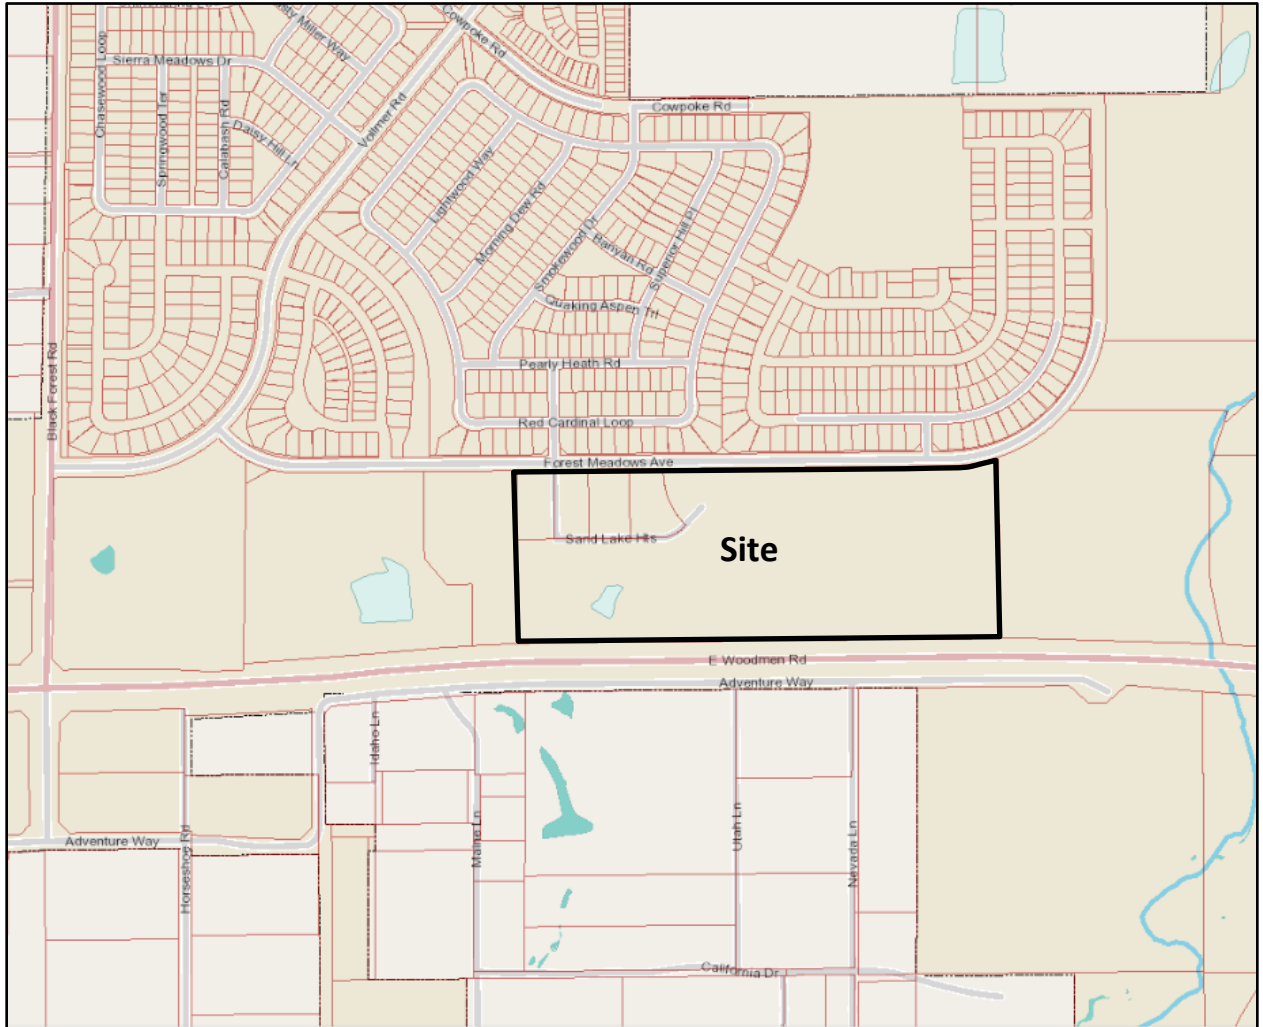 Cowpoke Rd
Sierra Meadows Dr
Chasewood Loop
Springwood Ter
Calabash Rd
Daisy Hill Ln
Vollmer Rd
Cowpoke Rd
Lightwood Way
Morning Dew Rd
Smokewood Dr
Banyan Rd
Superior Hill Pl
Quaking Aspen Trl
Pearly Heath Rd
Black Forest Rd
Red Cardinal Loop
Forest Meadows Ave
Sand Lake Hts
Site
E Woodmen Rd
Adventure Way
Idaho Ln
Maine Ln
Utah Ln
Nevada Ln
Adventure Way
Horseshoe Rd
California Dr